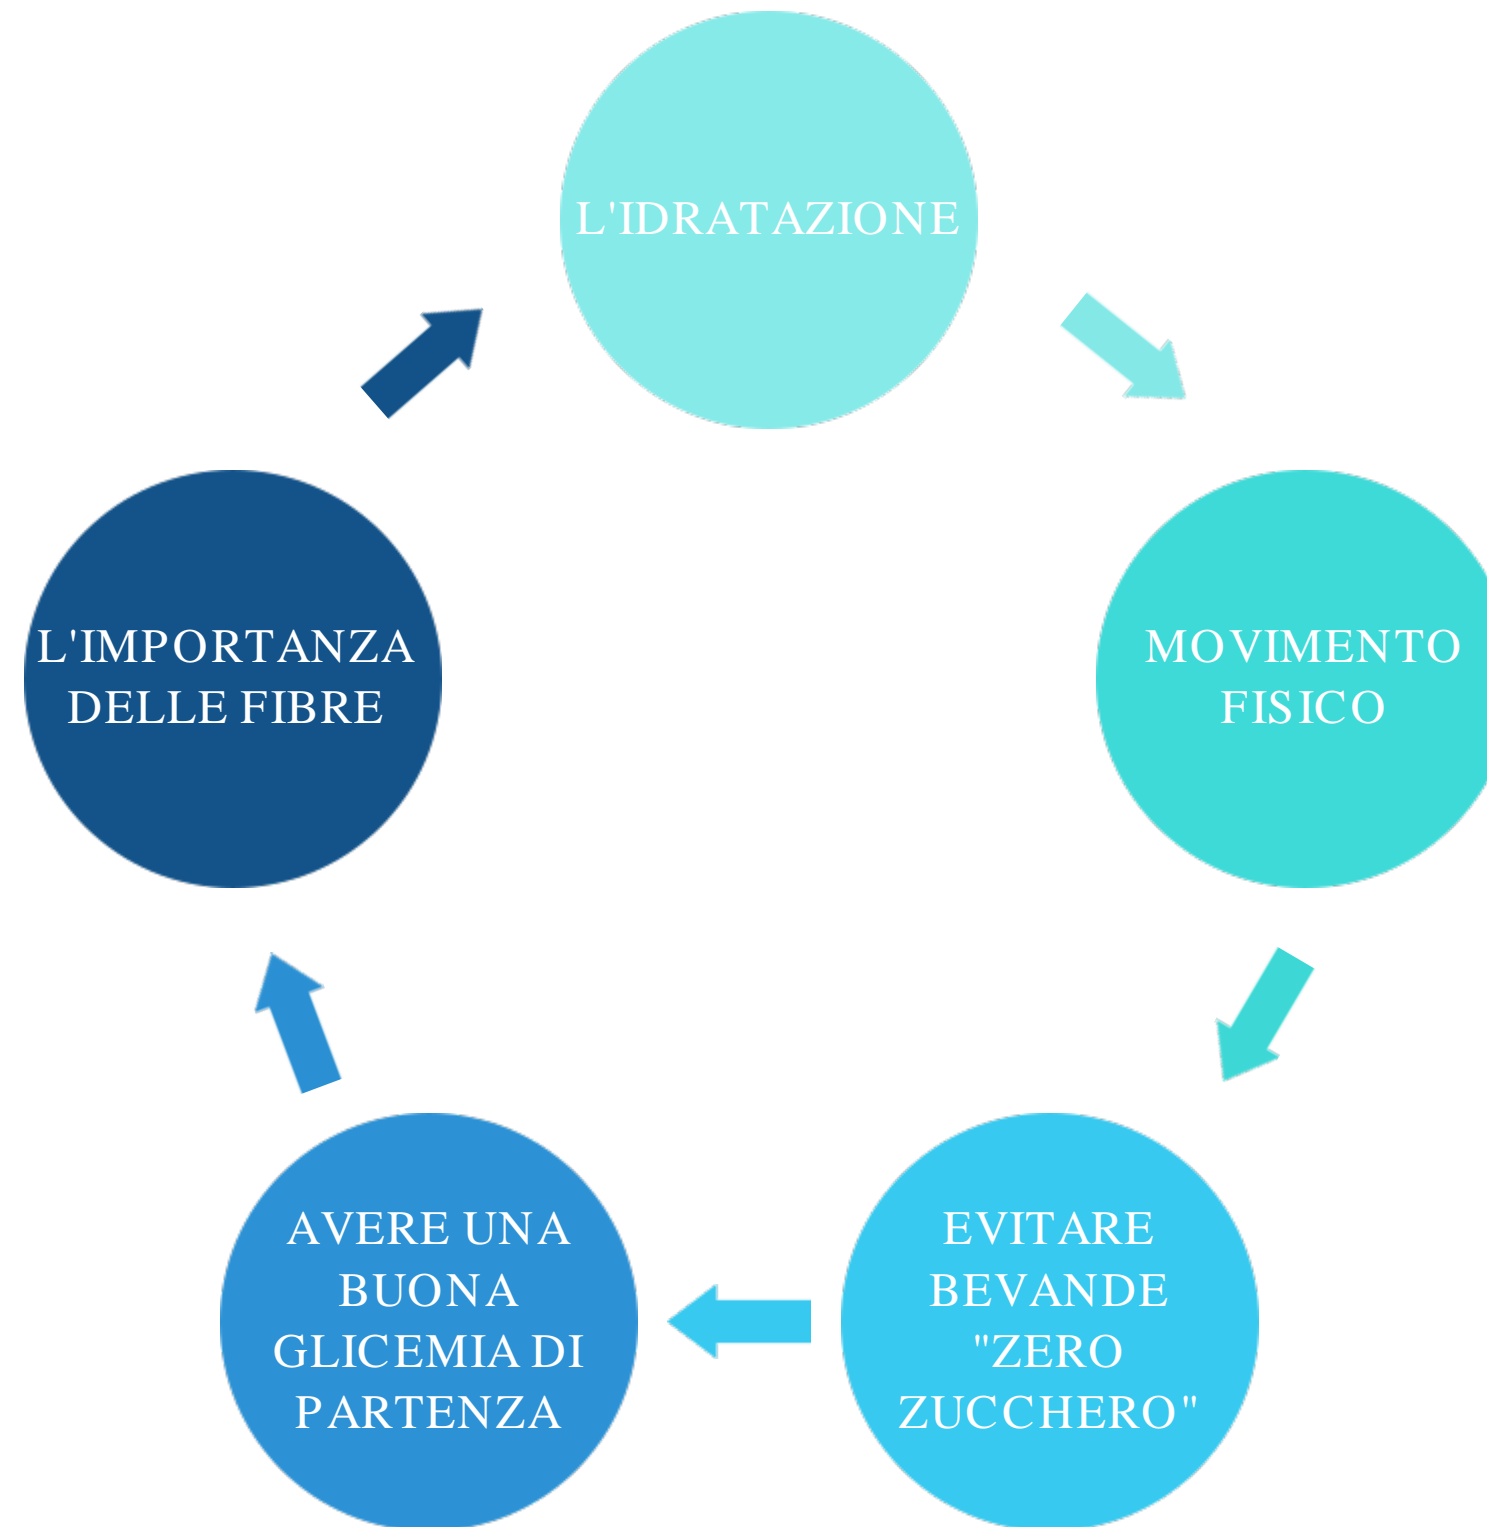 L'IDRATAZIONE
MOVIMENTO
FISICO
EVITARE
BEVANDE
"ZERO
ZUCCHERO"
AVERE UNA
BUONA
GLICEMIA DI
PARTENZA
L'IMPORTANZA
DELLE FIBRE